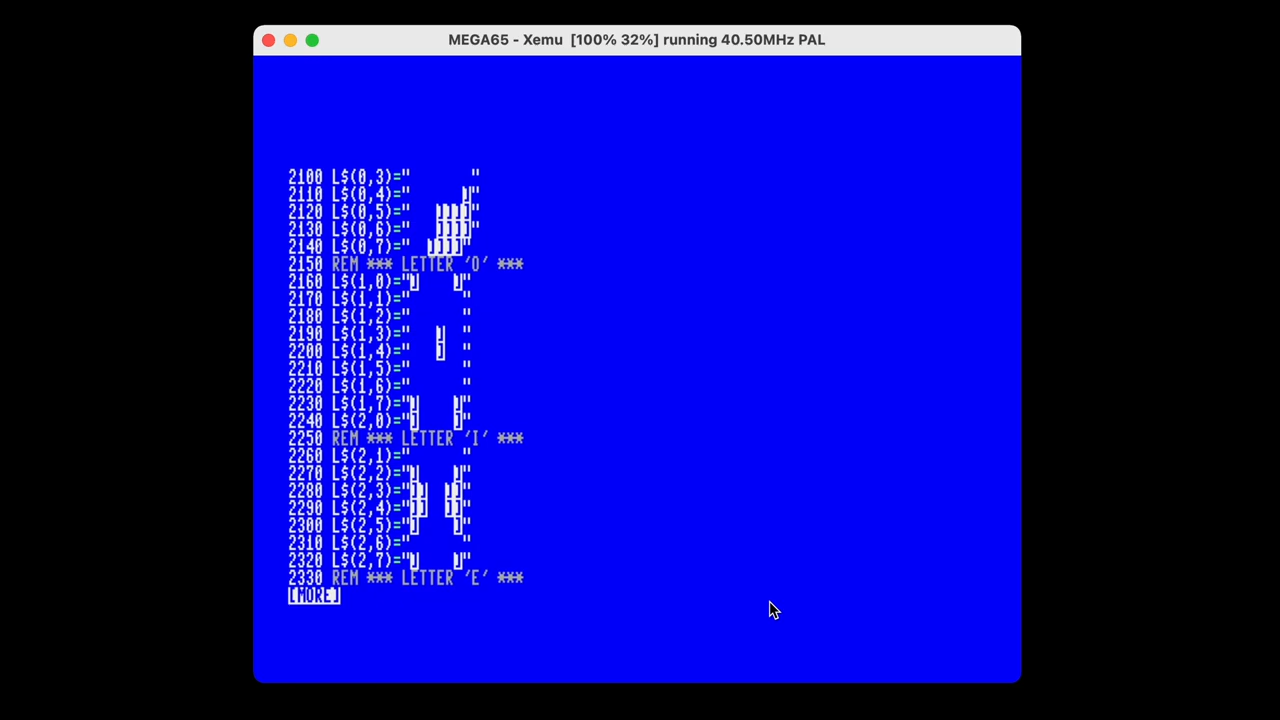 MEGA65 - Xemu [100% 32%] running 40.50MHz PAL
2100 L$(0,3)="       "
2110 L$(0,4)="      ]"
2120 L$(0,5)="   ]]]]"
2130 L$(0,6)="   ]]]]"
2140 L$(0,7)="  ]]]]"
2150 REM *** LETTER 'O' ***
2160 L$(1,0)="]    ]"
2170 L$(1,1)="      "
2180 L$(1,2)="      "
2190 L$(1,3)="   ]  "
2200 L$(1,4)="   ]  "
2210 L$(1,5)="      "
2220 L$(1,6)="      "
2230 L$(1,7)="]    ]"
2240 L$(2,0)="]    ]"
2250 REM *** LETTER 'I' ***
2260 L$(2,1)="      "
2270 L$(2,2)="]    ]"
2280 L$(2,3)="]]  ]]"
2290 L$(2,4)="]]  ]]"
2300 L$(2,5)="]    ]"
2310 L$(2,6)="      "
2320 L$(2,7)="]    ]"
2330 REM *** LETTER 'E' ***
[MORE]